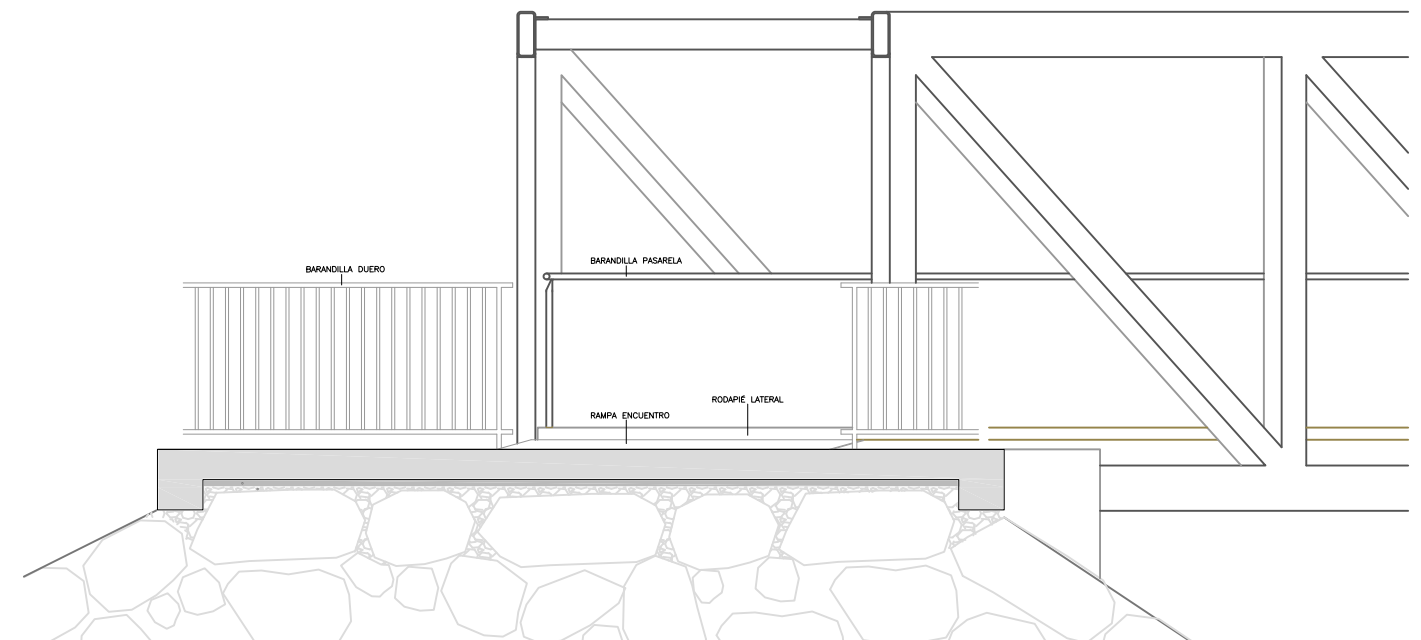 BARANDILLA PASARELA
BARANDILLA DUERO
RODAPIÉ LATERAL
RAMPA ENCUENTRO